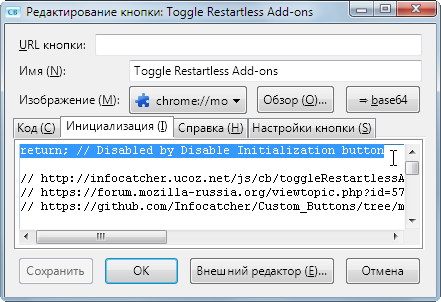 Редактирование кнопки: Toggle Restartless Add-ons
URL кнопки:
Имя (N): Toggle Restartless Add-ons
Изображение (M): chrome://mo Обзор (O)... = base64
Код (C) Инициализация (I) Справка (H) Настройки кнопки (S)
return; // Disabled by Disable Initialization button
// http://infocatcher.ucoz.net/js/cb/toggleRestartlessA
// https://forum.mozilla-russia.org/viewtopic.php?id=57
// https://github.com/Infocatcher/Custom_Buttons/tree/m
Сохранить OK Внешний редактор (E)... Отмена